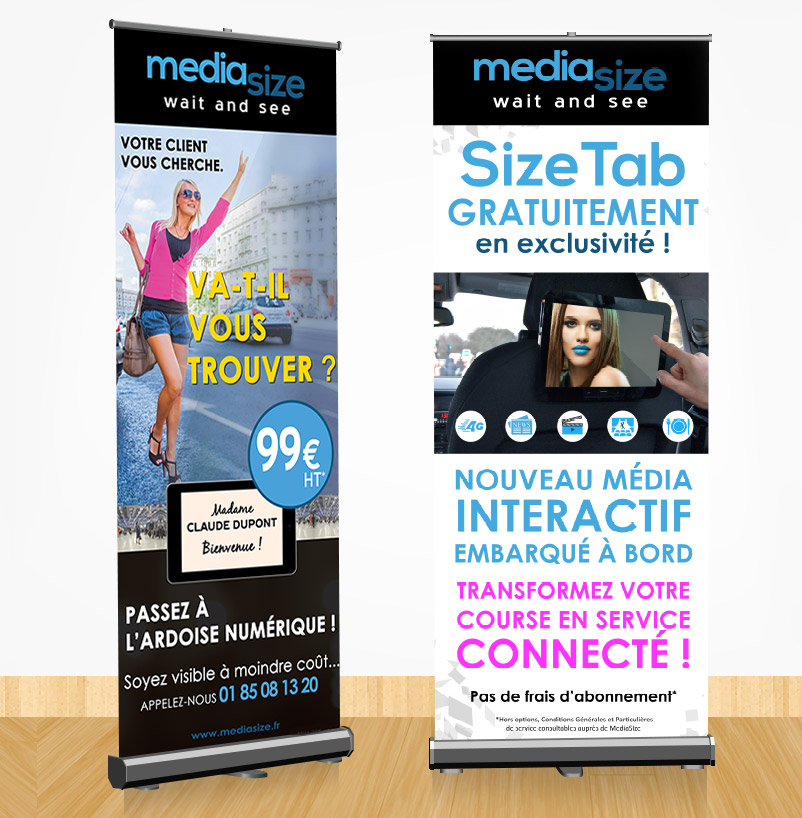 mediasize
wait and see
VOTRE CLIENT
VOUS CHERCHE.
VA-T-IL
VOUS
TROUVER ?
99€
HT*
Madame
CLAUDE DUPONT
Bienvenue !
PASSEZ À
L'ARDOISE NUMÉRIQUE !
Soyez visible à moindre coût...
APPELEZ-NOUS 01 85 08 13 20
www.mediasize.fr
mediasize
wait and see
SizeTab
GRATUITEMENT
en exclusivité !
4G
NEWS
NOUVEAU MÉDIA
INTERACTIF
EMBARQUÉ À BORD
TRANSFORMEZ VOTRE
COURSE EN SERVICE
CONNECTÉ !
Pas de frais d'abonnement*
*Hors options, Conditions Générales et Particulières
de service consultables auprès de MediaSize